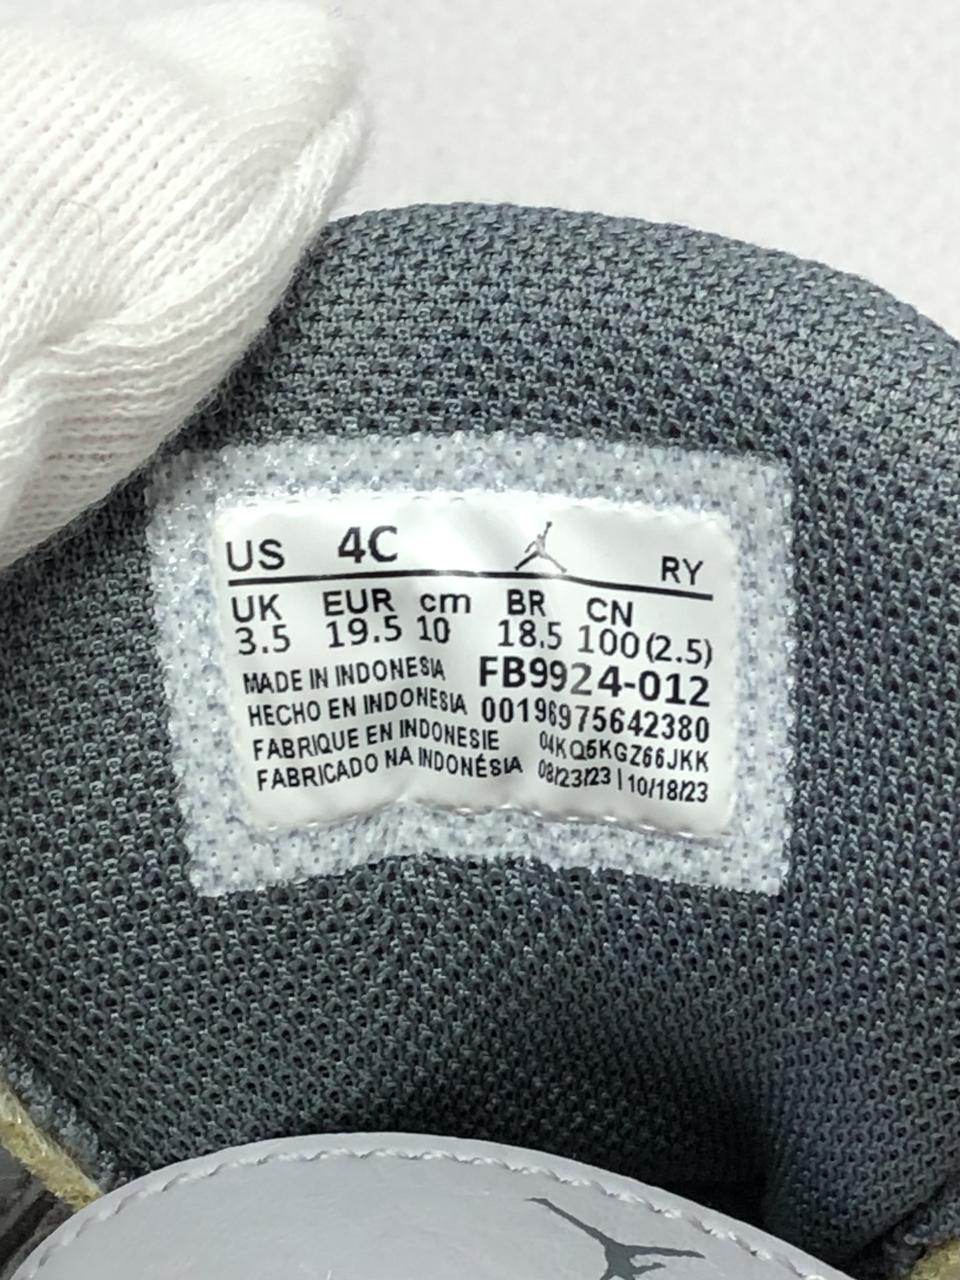 US 4C RY
UK EUR cm BR CN
3.5 19.5 10 18.5 100 (2.5)
MADE IN INDONESIA
HECHO EN INDONESIA
FABRIQUE EN INDONESIE
FABRICADO NA INDONÉSIA
FB9924-012
00196975642380
04KQ5KGZ66JKK
08/23/23 | 10/18/23